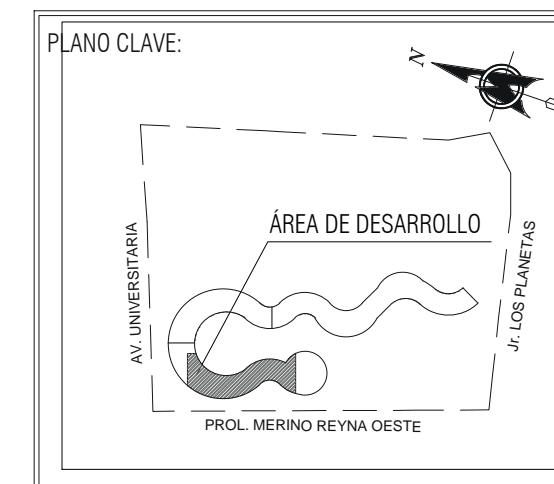 PLANO CLAVE:
N
ÁREA DE DESARROLLO
AV. UNIVERSITARIA
Jr. LOS PLANETAS
PROL. MERINO REYNA OESTE